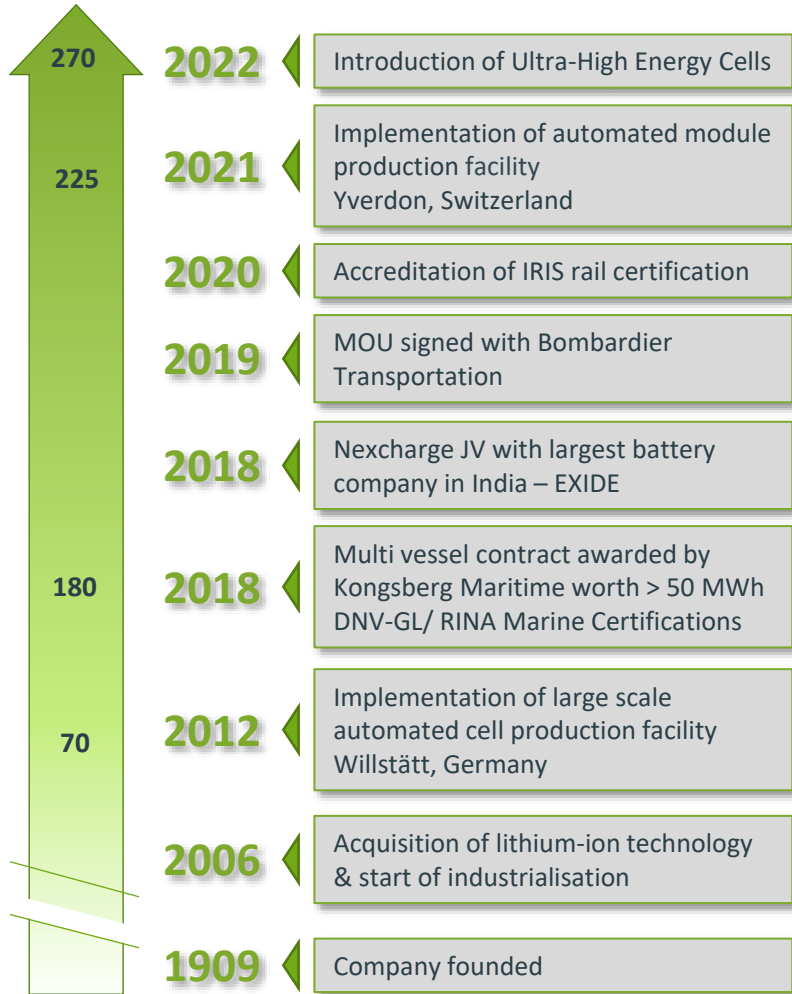 270
2022
Introduction of Ultra-High Energy Cells
225
2021
Implementation of automated module
production facility
Yverdon, Switzerland
2020
Accreditation of IRIS rail certification
2019
MOU signed with Bombardier
Transportation
2018
Nexcharge JV with largest battery
company in India – EXIDE
180
2018
Multi vessel contract awarded by
Kongsberg Maritime worth > 50 MWh
DNV-GL/ RINA Marine Certifications
70
2012
Implementation of large scale
automated cell production facility
Willstätt, Germany
2006
Acquisition of lithium-ion technology
& start of industrialisation
1909
Company founded